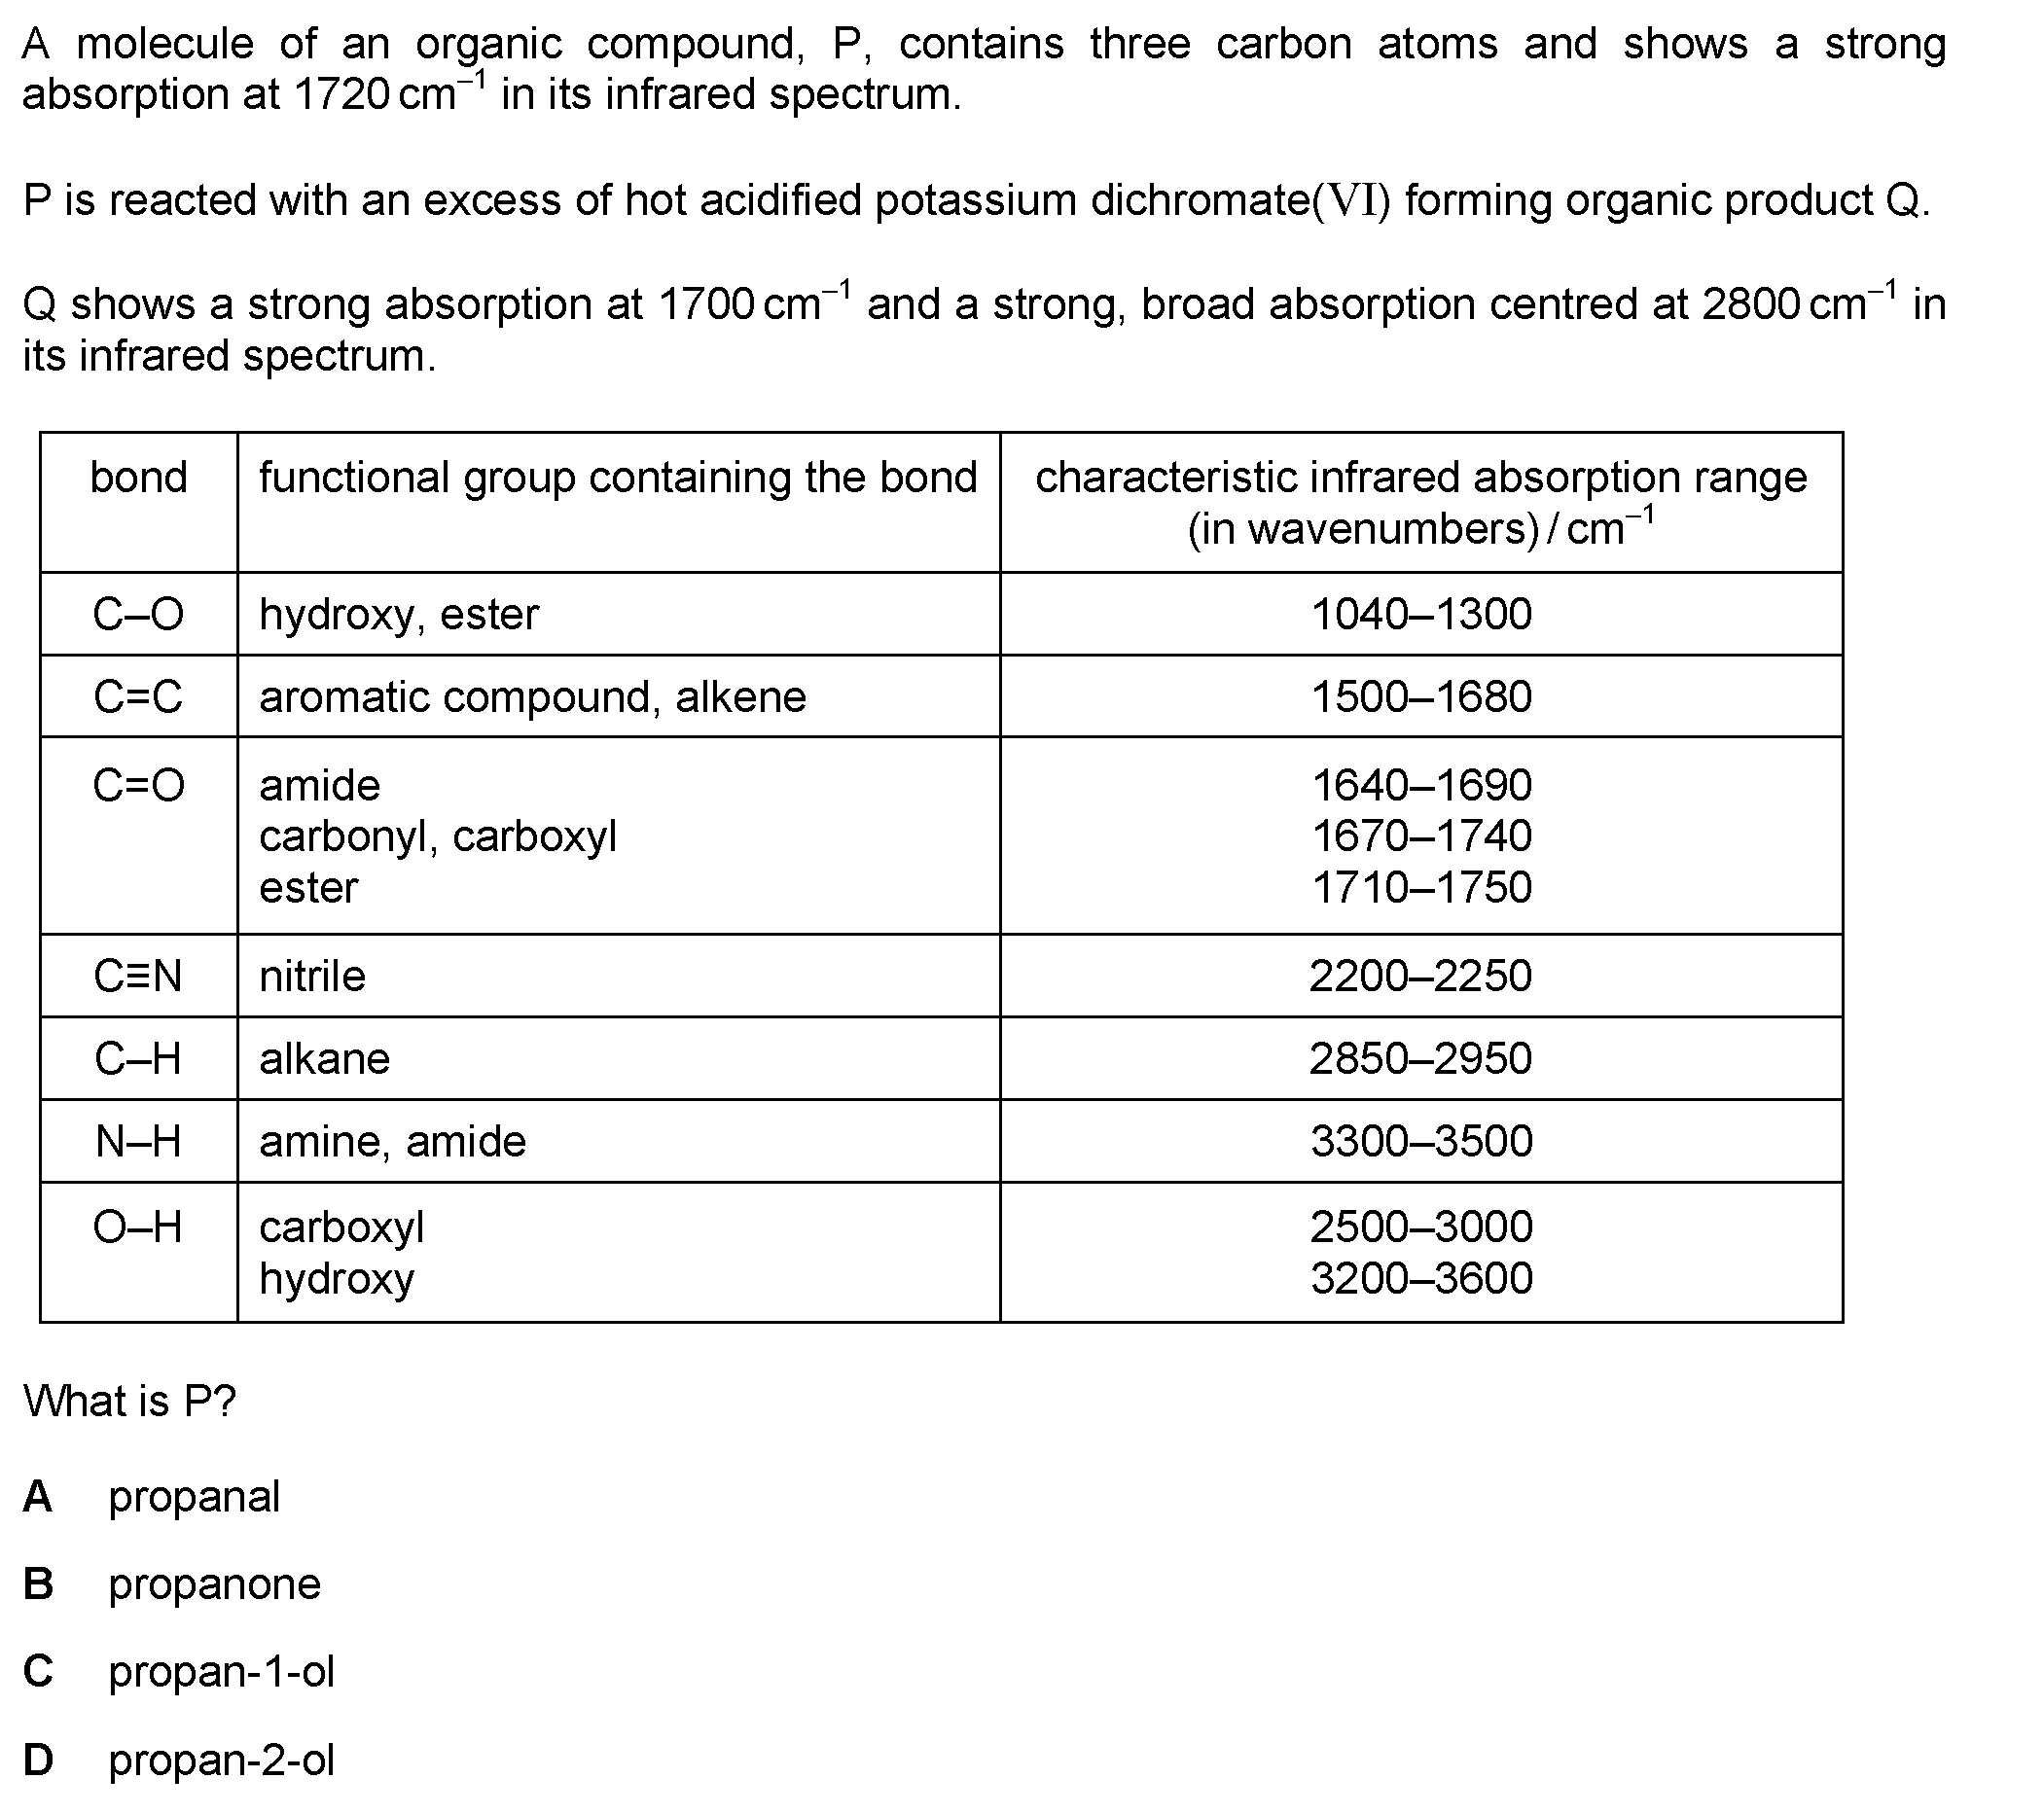 A molecule of an organic compound, P, contains three carbon atoms and shows a strong
absorption at 1720 cm⁻¹ in its infrared spectrum.
P is reacted with an excess of hot acidified potassium dichromate(VI) forming organic product Q.
Q shows a strong absorption at 1700 cm⁻¹ and a strong, broad absorption centred at 2800 cm⁻¹ in
its infrared spectrum.
bond functional group containing the bond characteristic infrared absorption range
(in wavenumbers) / cm⁻¹
C–O hydroxy, ester 1040–1300
C=C aromatic compound, alkene 1500–1680
C=O amide 1640–1690
carbonyl, carboxyl 1670–1740
ester 1710–1750
C≡N nitrile 2200–2250
C–H alkane 2850–2950
N–H amine, amide 3300–3500
O–H carboxyl 2500–3000
hydroxy 3200–3600
What is P?
A propanal
B propanone
C propan-1-ol
D propan-2-ol